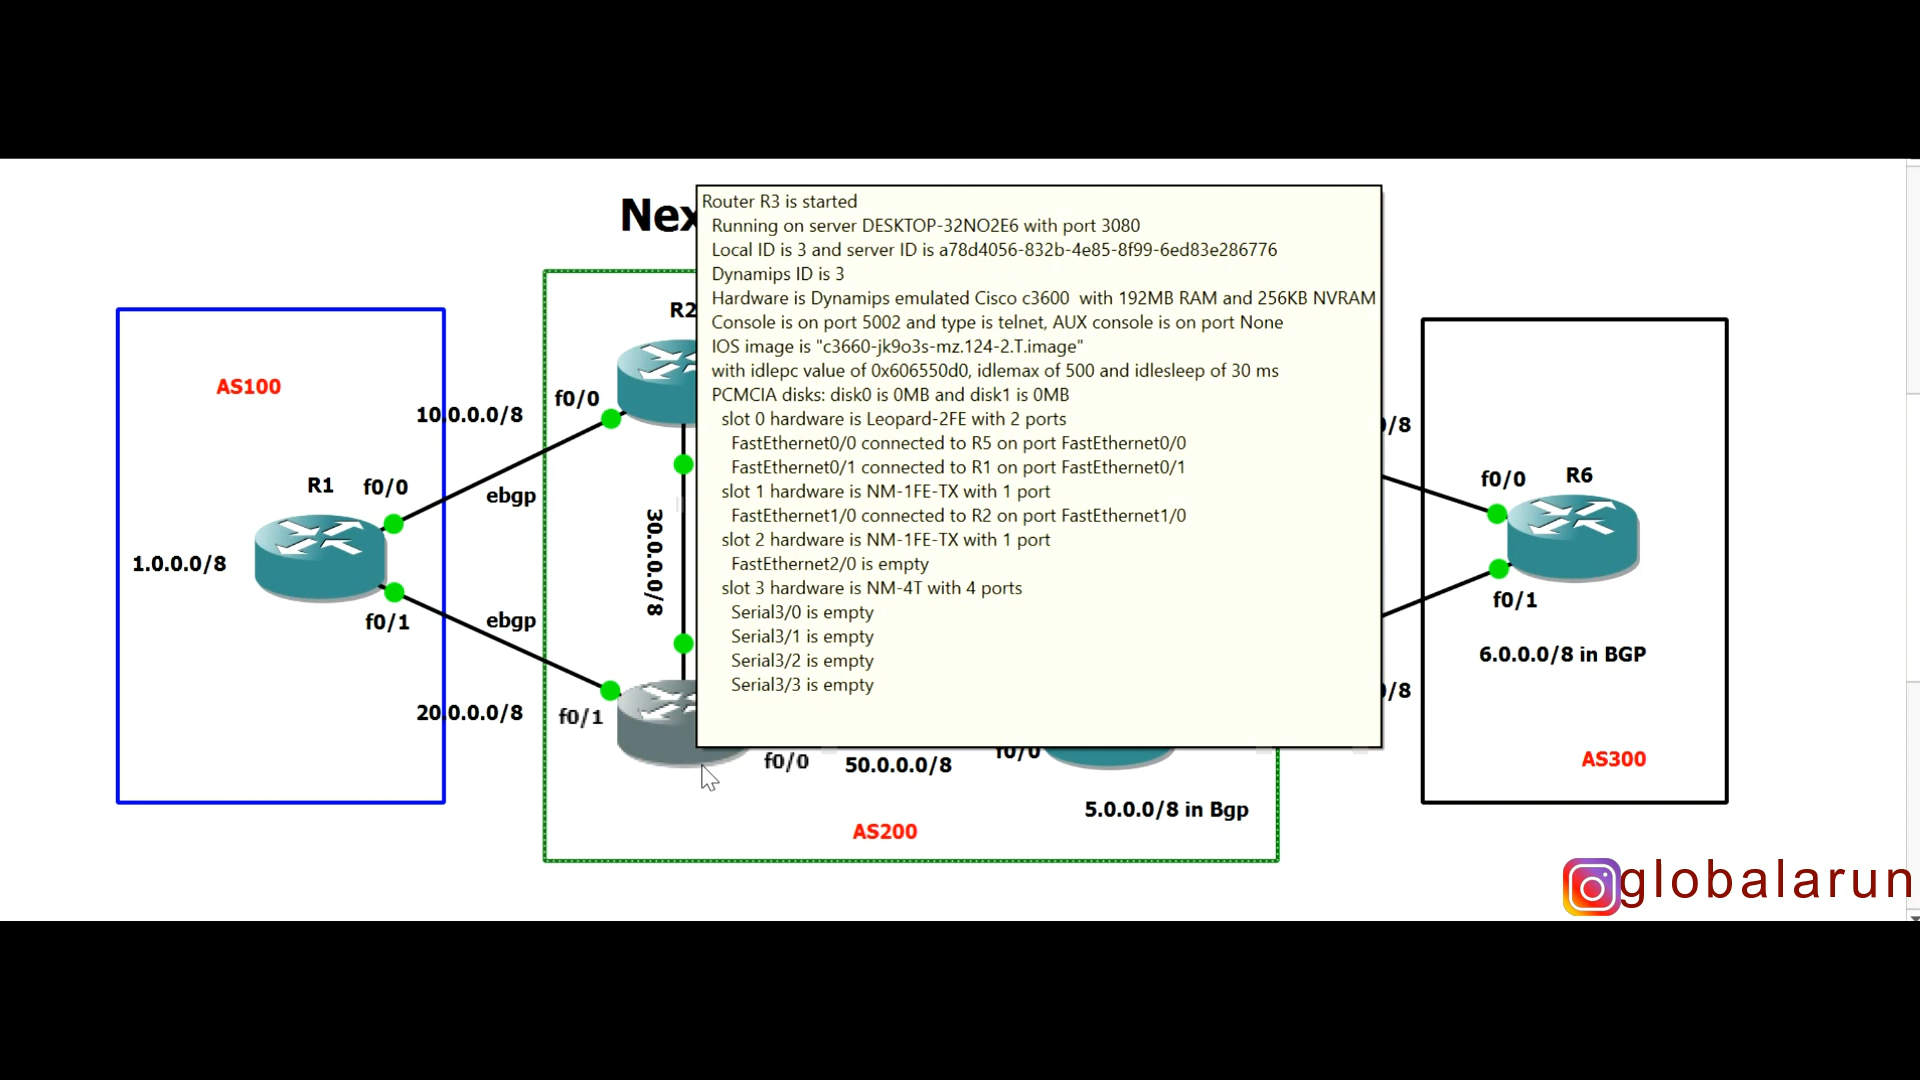 Nex
Router R3 is started
Running on server DESKTOP-32NO2E6 with port 3080
Local ID is 3 and server ID is a78d4056-832b-4e85-8f99-6ed83e286776
Dynamips ID is 3
Hardware is Dynamips emulated Cisco c3600 with 192MB RAM and 256KB NVRAM
Console is on port 5002 and type is telnet, AUX console is on port None
IOS image is "c3660-jk9o3s-mz.124-2.T.image"
with idlepc value of 0x606550d0, idlemax of 500 and idlesleep of 30 ms
PCMCIA disks: disk0 is 0MB and disk1 is 0MB
slot 0 hardware is Leopard-2FE with 2 ports
FastEthernet0/0 connected to R5 on port FastEthernet0/0
FastEthernet0/1 connected to R1 on port FastEthernet0/1
slot 1 hardware is NM-1FE-TX with 1 port
FastEthernet1/0 connected to R2 on port FastEthernet1/0
slot 2 hardware is NM-1FE-TX with 1 port
FastEthernet2/0 is empty
slot 3 hardware is NM-4T with 4 ports
Serial3/0 is empty
Serial3/1 is empty
Serial3/2 is empty
Serial3/3 is empty
AS100
R1
f0/0
1.0.0.0/8
f0/1
10.0.0.0/8
ebgp
ebgp
20.0.0.0/8
R2
f0/0
30.0.0.0/8
f0/1
f0/0
50.0.0.0/8
f0/0
5.0.0.0/8 in Bgp
AS200
/8
/8
f0/0
R6
f0/1
6.0.0.0/8 in BGP
AS300
globalarun